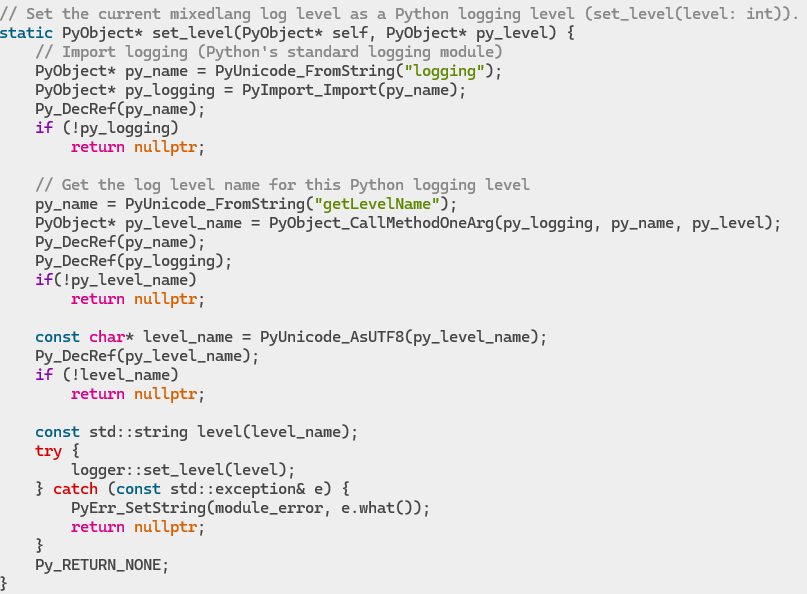 // Set the current mixedlang log level as a Python logging level (set_level(level: int)).
static PyObject* set_level(PyObject* self, PyObject* py_level) {
    // Import logging (Python's standard logging module)
    PyObject* py_name = PyUnicode_FromString("logging");
    PyObject* py_logging = PyImport_Import(py_name);
    Py_DecRef(py_name);
    if (!py_logging)
        return nullptr;

    // Get the log level name for this Python logging level
    py_name = PyUnicode_FromString("getLevelName");
    PyObject* py_level_name = PyObject_CallMethodOneArg(py_logging, py_name, py_level);
    Py_DecRef(py_name);
    Py_DecRef(py_logging);
    if(!py_level_name)
        return nullptr;

    const char* level_name = PyUnicode_AsUTF8(py_level_name);
    Py_DecRef(py_level_name);
    if (!level_name)
        return nullptr;

    const std::string level(level_name);
    try {
        logger::set_level(level);
    } catch (const std::exception& e) {
        PyErr_SetString(module_error, e.what());
        return nullptr;
    }
    Py_RETURN_NONE;
}